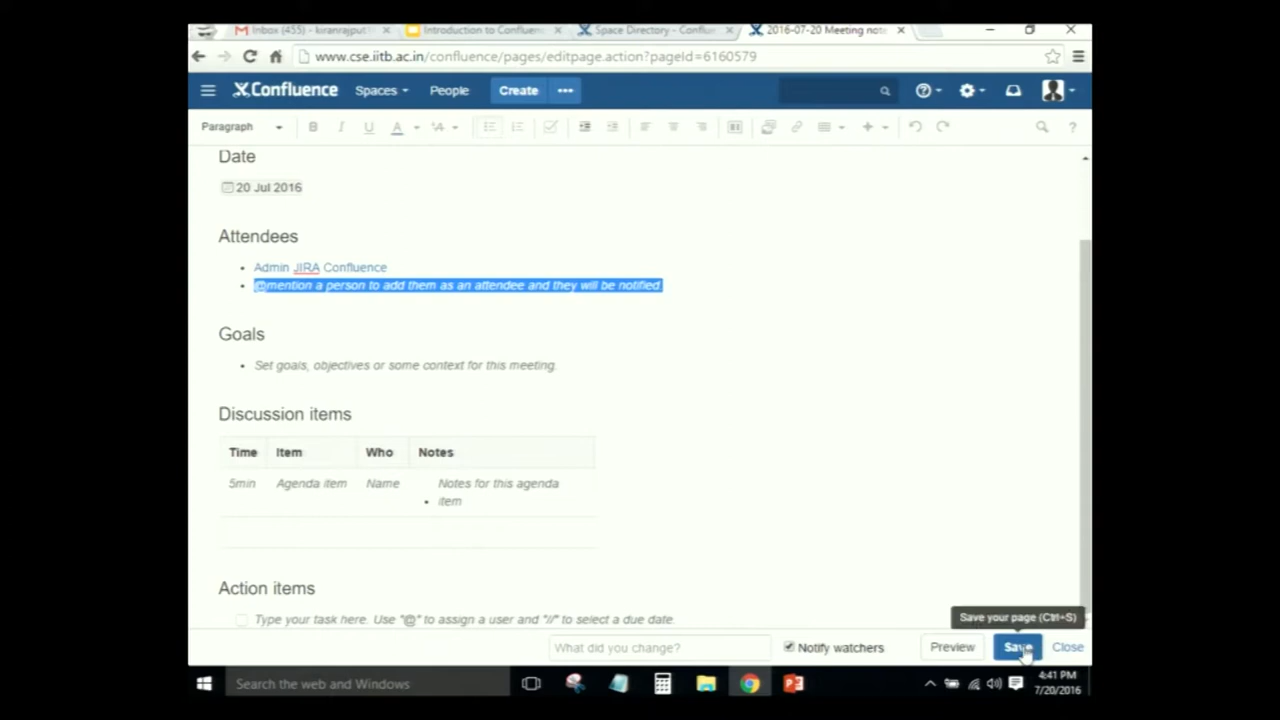 Inbox (455) - kiranrajput
Introduction to Confluen
Space Directory - Conflue
2016-07-20 Meeting note
www.cse.iitb.ac.in/confluence/pages/editpage.action?pageId=6160579
Confluence Spaces People Create
Paragraph B I U A
Date
20 Jul 2016
Attendees
• Admin JIRA Confluence
• @mention a person to add them as an attendee and they will be notified.
Goals
• Set goals, objectives or some context for this meeting.
Discussion items
Time Item Who Notes
5min Agenda item Name Notes for this agenda
• item
Action items
Type your task here. Use "@" to assign a user and "//" to select a due date.
Save your page (Ctrl+S)
What did you change? Notify watchers Preview Save Close
Search the web and Windows
4:41 PM
7/20/2016